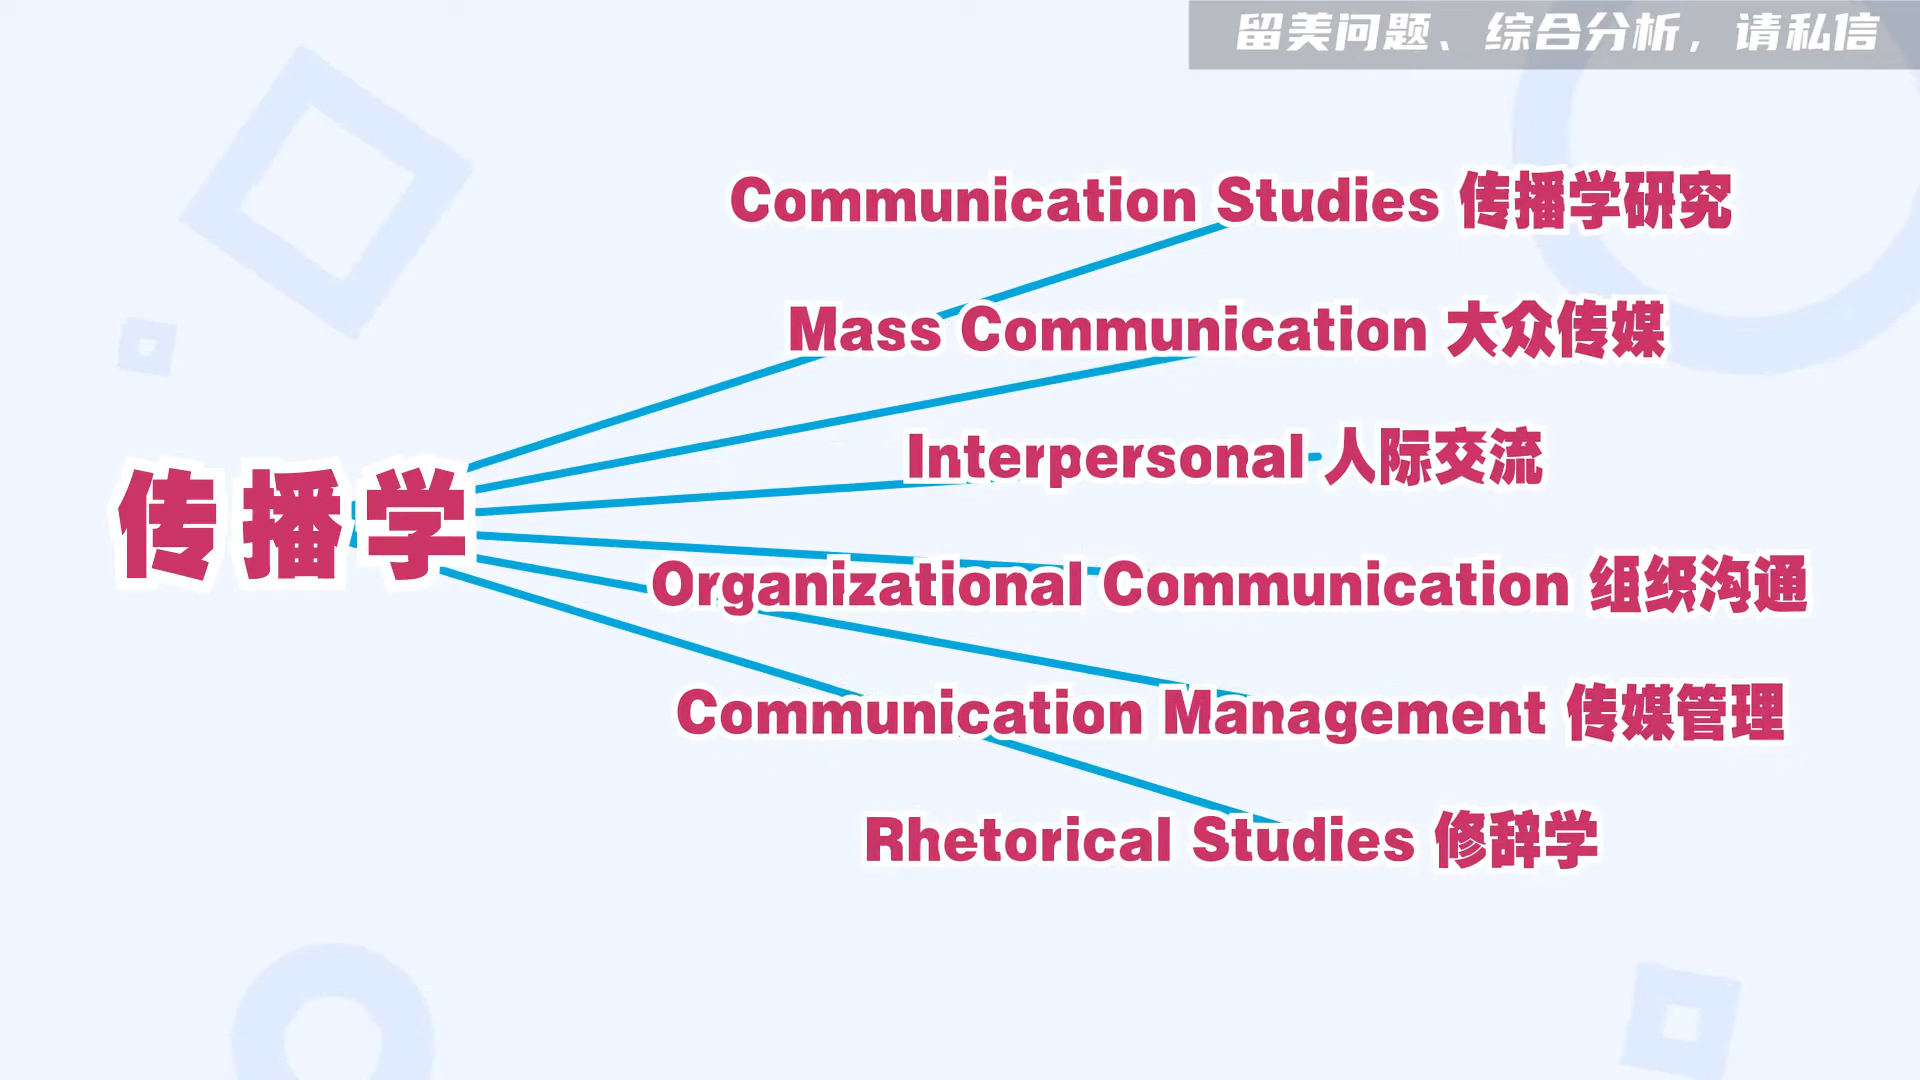 留美问题、综合分析，请私信
Communication Studies 传播学研究
Mass Communication 大众传媒
Interpersonal 人际交流
传播学
Organizational Communication 组织沟通
Communication Management 传媒管理
Rhetorical Studies 修辞学